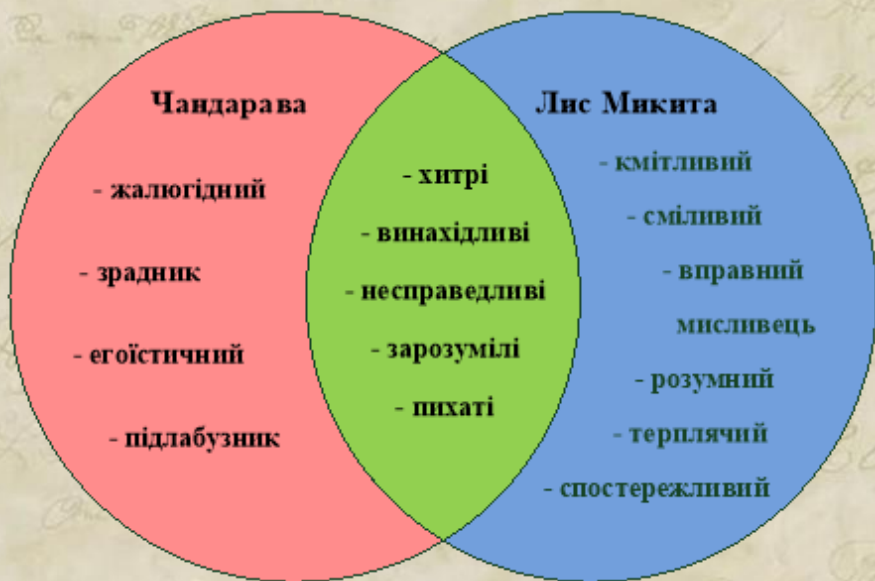 Чандарава
- жалюгідний
- зрадник
- егоїстичний
- підлабузник
- хитрі
- винахідливі
- несправедливі
- зарозумілі
- пихаті
Лис Микита
- кмітливий
- сміливий
- вправний
мисливець
- розумний
- терплячий
- спостережливий